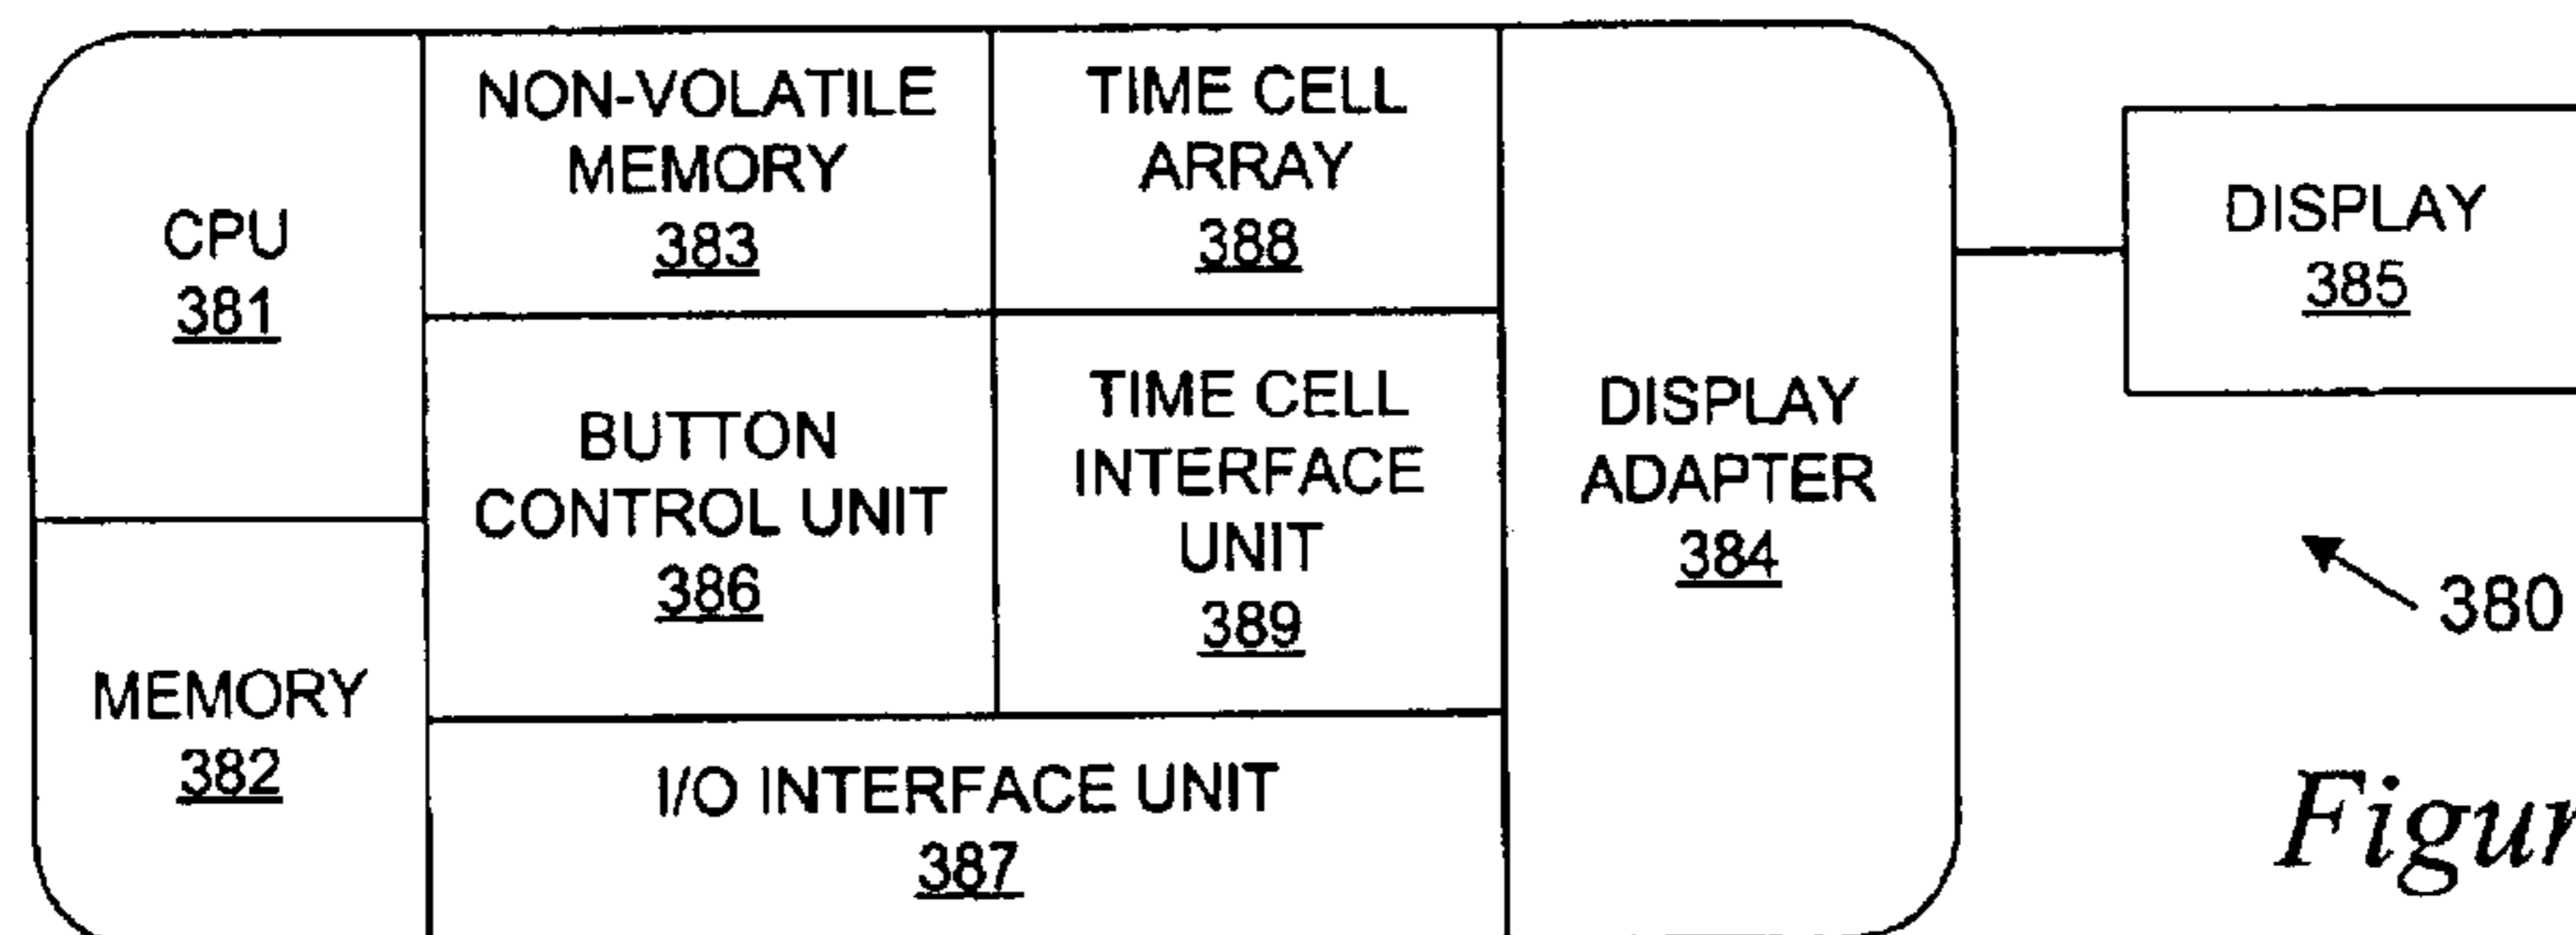 CPU
381
MEMORY
382
NON-VOLATILE
MEMORY
383
BUTTON
CONTROL UNIT
386
TIME CELL
ARRAY
388
TIME CELL
INTERFACE
UNIT
389
I/O INTERFACE UNIT
387
DISPLAY
ADAPTER
384
DISPLAY
385
380